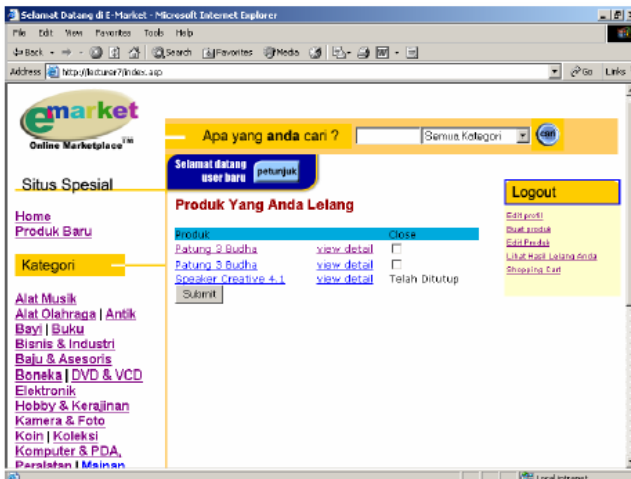 Selamat Datang di E-Market - Microsoft Internet Explorer
File Edit View Favorites Tools Help
Back Search Favorites Media
Address http://lecturer7/index.asp Go Links
emarket
Online Marketplace TM
Apa yang anda cari ? Semua Kategori cari
Selamat datang
user baru petunjuk
Situs Spesial
Home
Produk Baru
Kategori
Alat Musik
Alat Olahraga | Antik
Bayi | Buku
Bisnis & Industri
Baju & Asesoris
Boneka | DVD & VCD
Elektronik
Hobby & Kerajinan
Kamera & Foto
Koin | Koleksi
Komputer & PDA,
Peralatan | Mainan
Produk Yang Anda Lelang
Produk Close
Patung 3 Budha view detail
Patung 3 Budha view detail
Speaker Creative 4.1 view detail Telah Ditutup
Submit
Logout
Edit profil
Buat produk
Edit Produk
Lihat Hasil Lelang Anda
Shopping Cart
Local intranet